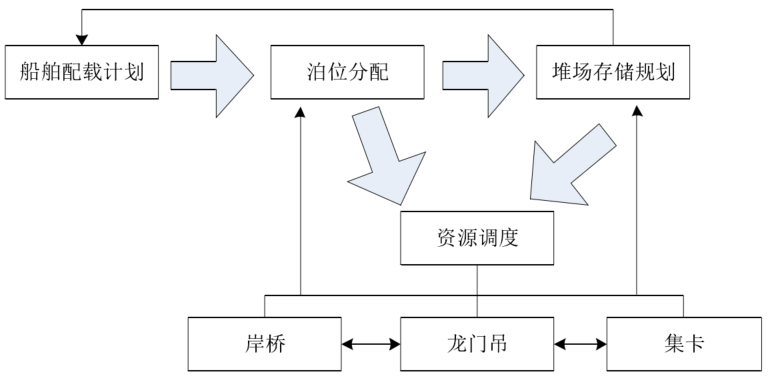 船舶配载计划
泊位分配
堆场存储规划
资源调度
岸桥
龙门吊
集卡